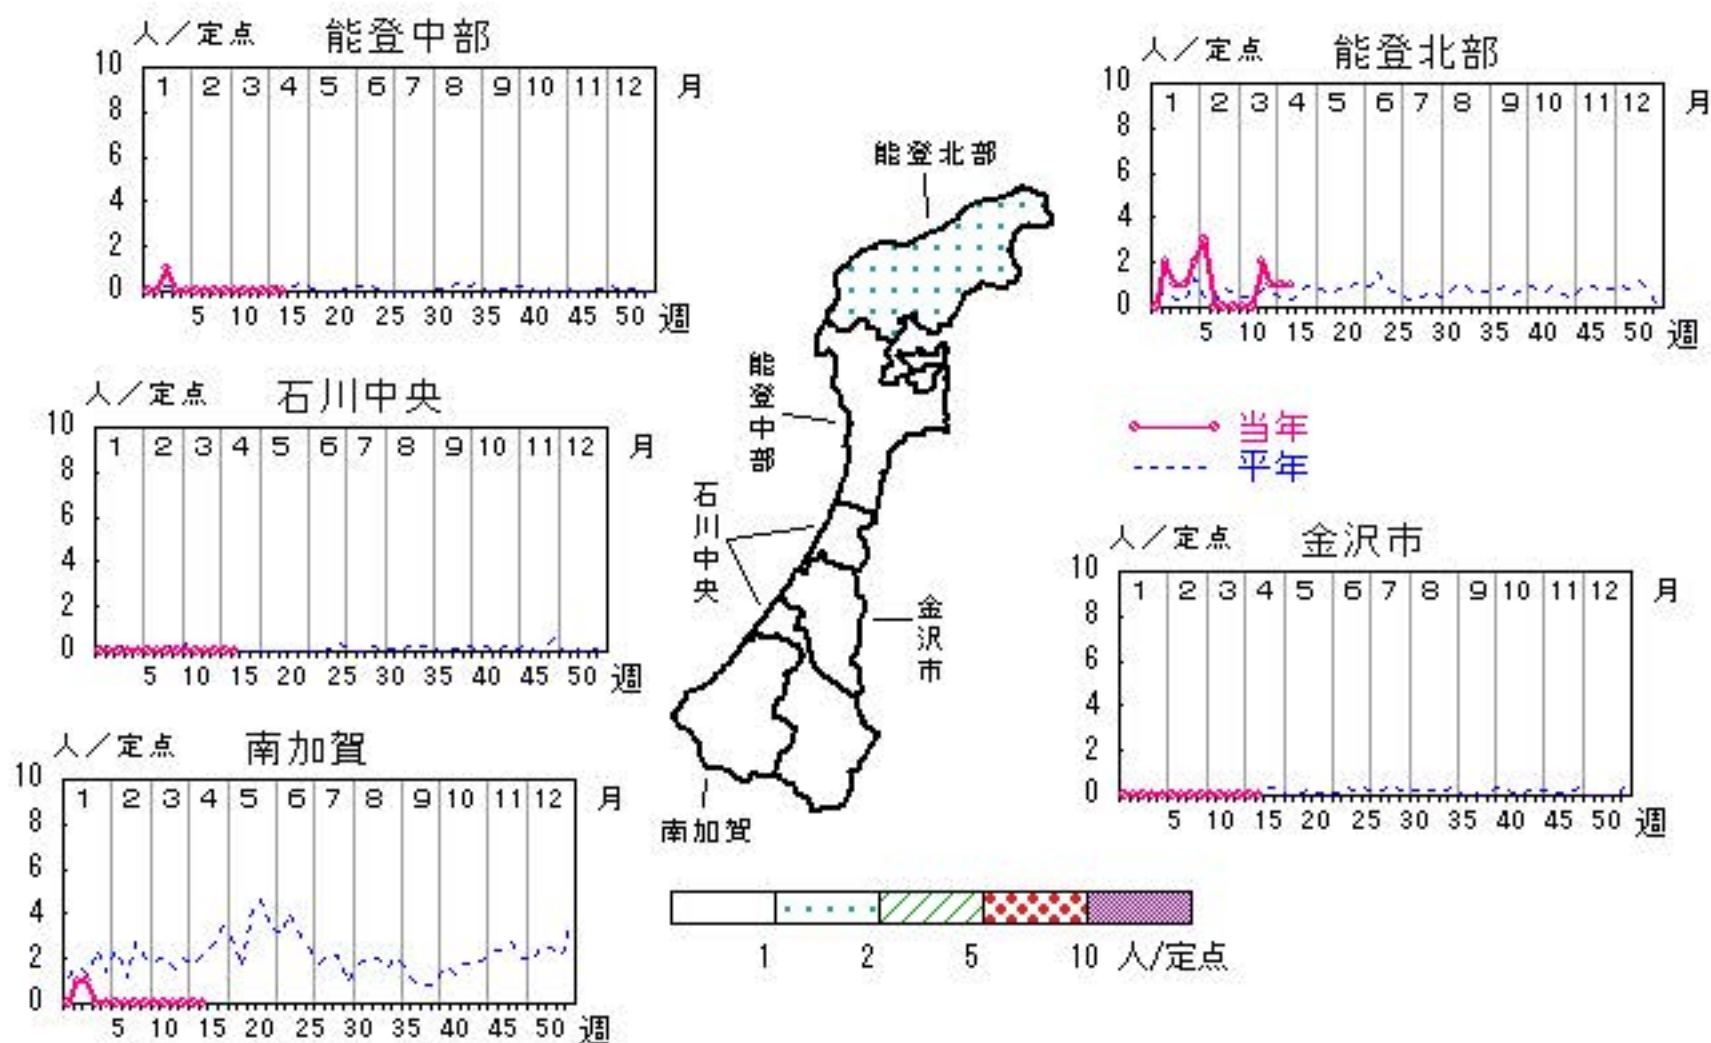 人／定点 能登中部
10 8 6 4 2 0
1 2 3 4 5 6 7 8 9 10 11 12 月
5 10 15 20 25 30 35 40 45 50 週
人／定点 能登北部
10 8 6 4 2 0
1 2 3 4 5 6 7 8 9 10 11 12 月
5 10 15 20 25 30 35 40 45 50 週
人／定点 石川中央
10 8 6 4 2 0
1 2 3 4 5 6 7 8 9 10 11 12 月
5 10 15 20 25 30 35 40 45 50 週
能登北部
能登中部
石川中央
金沢市
南加賀
当年
平年
人／定点 金沢市
10 8 6 4 2 0
1 2 3 4 5 6 7 8 9 10 11 12 月
5 10 15 20 25 30 35 40 45 50 週
人／定点 南加賀
10 8 6 4 2 0
1 2 3 4 5 6 7 8 9 10 11 12 月
5 10 15 20 25 30 35 40 45 50 週
1 2 5 10 人/定点